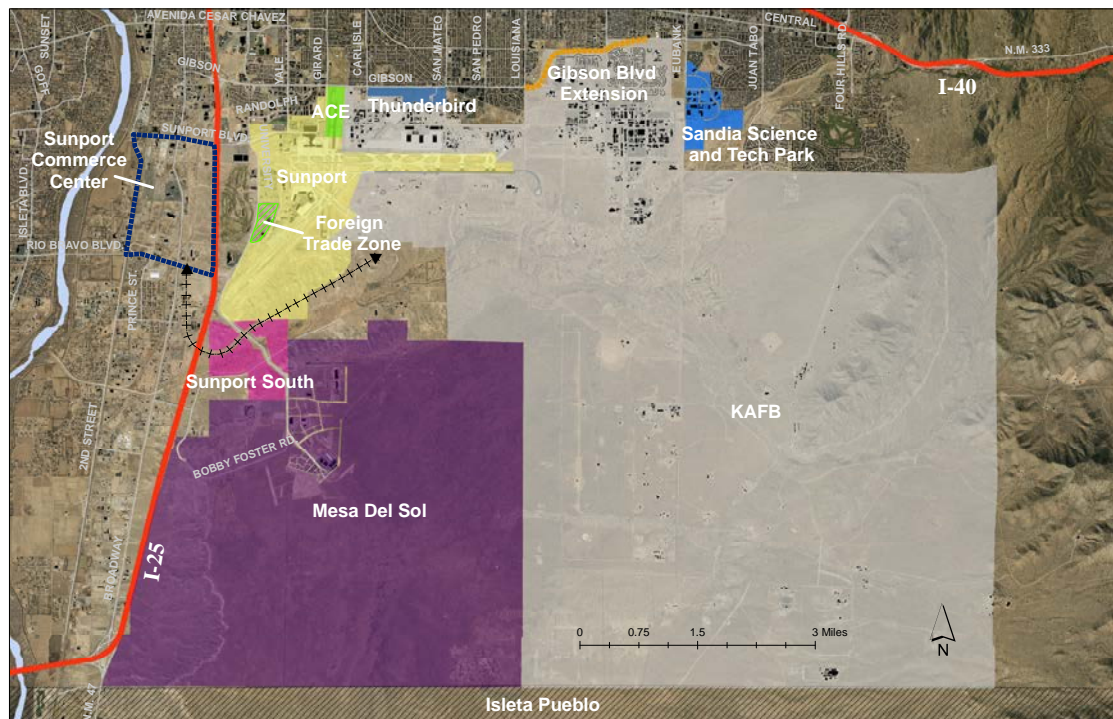 AVENIDA CESAR CHAVEZ
SUNSET
GOFF
GIBSON
YALE
GIRARD
CARLISLE
GIBSON
SAN MATEO
SAN PEDRO
LOUISIANA
EUBANK
JUAN TABO
FOUR HILLS RD.
CENTRAL
N.M. 333
I-40
RANDOLPH
ACE
Thunderbird
Gibson Blvd
Extension
Sandia Science
and Tech Park
SUNPORT BLVD.
Sunport
Commerce
Center
Sunport
ISLETA BLVD.
RIO BRAVO BLVD.
Foreign
Trade Zone
PRINCE ST.
Sunport South
KAFB
2ND STREET
BOBBY FOSTER RD.
Mesa Del Sol
BROADWAY
I-25
0 0.75 1.5 3 Miles
N
N.M. 47
Isleta Pueblo